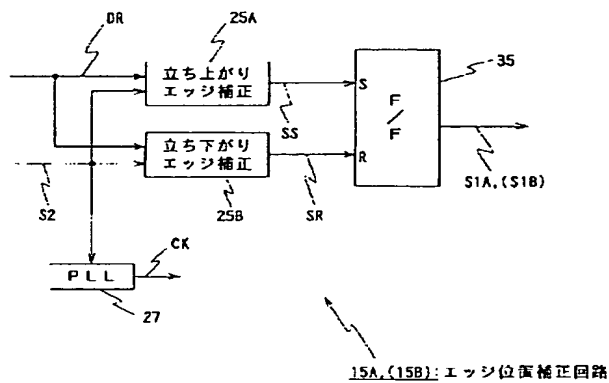 DR
25A
立ち上がり
エッジ補正
SS
35
S
F/F
R
S1A,(S1B)
立ち下がり
エッジ補正
S2
25B
SR
CK
PLL
27
15A,(15B):エッジ位置補正回路